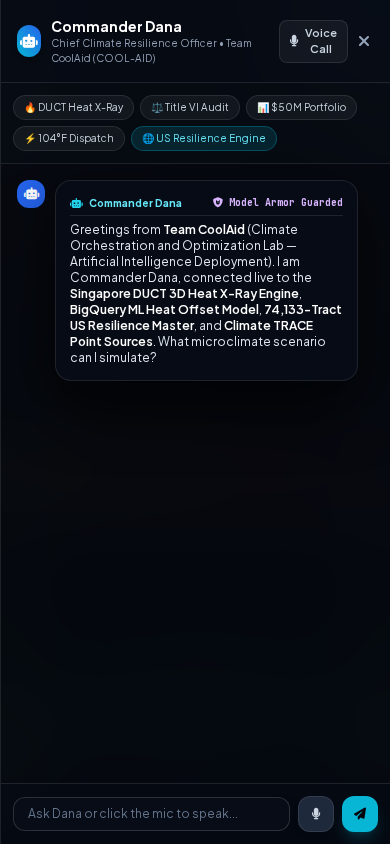 Commander Dana
Chief Climate Resilience Officer • Team
CoolAid (COOL-AID)
Voice
Call
🔥 DUCT Heat X-Ray
⚖️ Title VI Audit
📊 $50M Portfolio
⚡ 104°F Dispatch
🌐 US Resilience Engine
Commander Dana
Model Armor Guarded
Greetings from Team CoolAid (Climate
Orchestration and Optimization Lab —
Artificial Intelligence Deployment). I am
Commander Dana, connected live to the
Singapore DUCT 3D Heat X-Ray Engine,
BigQuery ML Heat Offset Model, 74,133-Tract
US Resilience Master, and Climate TRACE
Point Sources. What microclimate scenario
can I simulate?
Ask Dana or click the mic to speak...